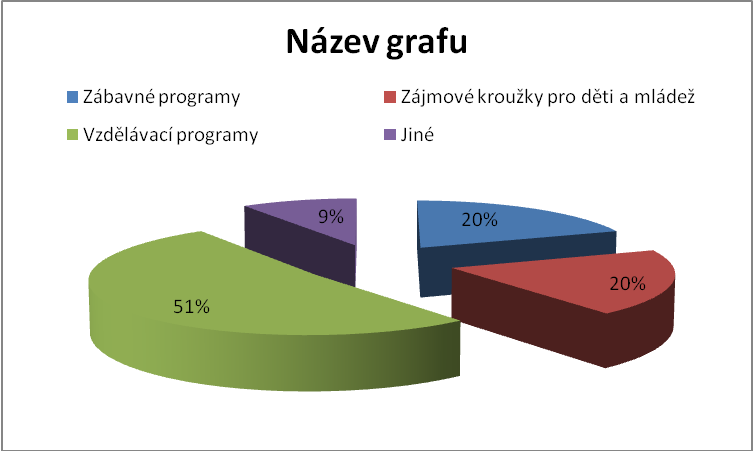 Název grafu
Zábavné programy
Zájmové kroužky pro děti a mládež
Vzdělávací programy
Jiné
9%
20%
20%
51%